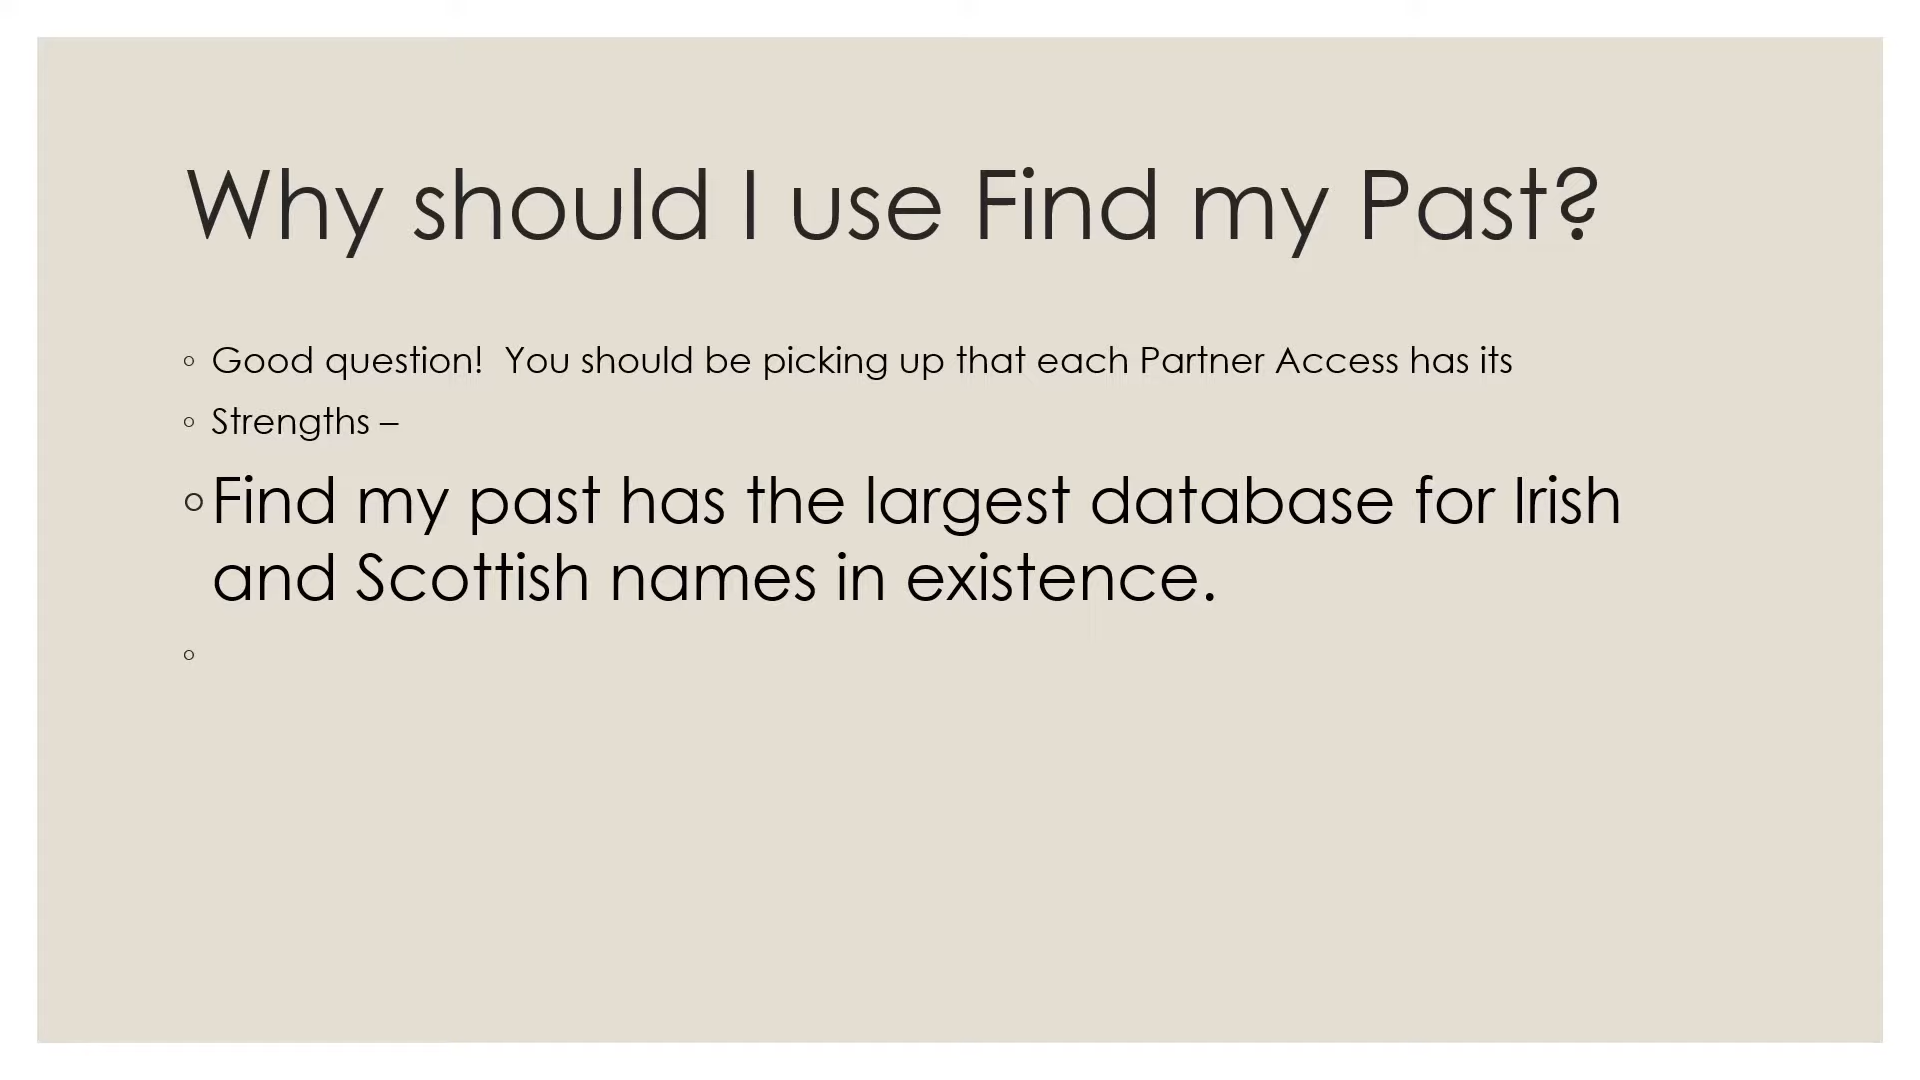 Why should I use Find my Past?
◦ Good question!  You should be picking up that each Partner Access has its
◦ Strengths –
◦ Find my past has the largest database for Irish
and Scottish names in existence.
◦